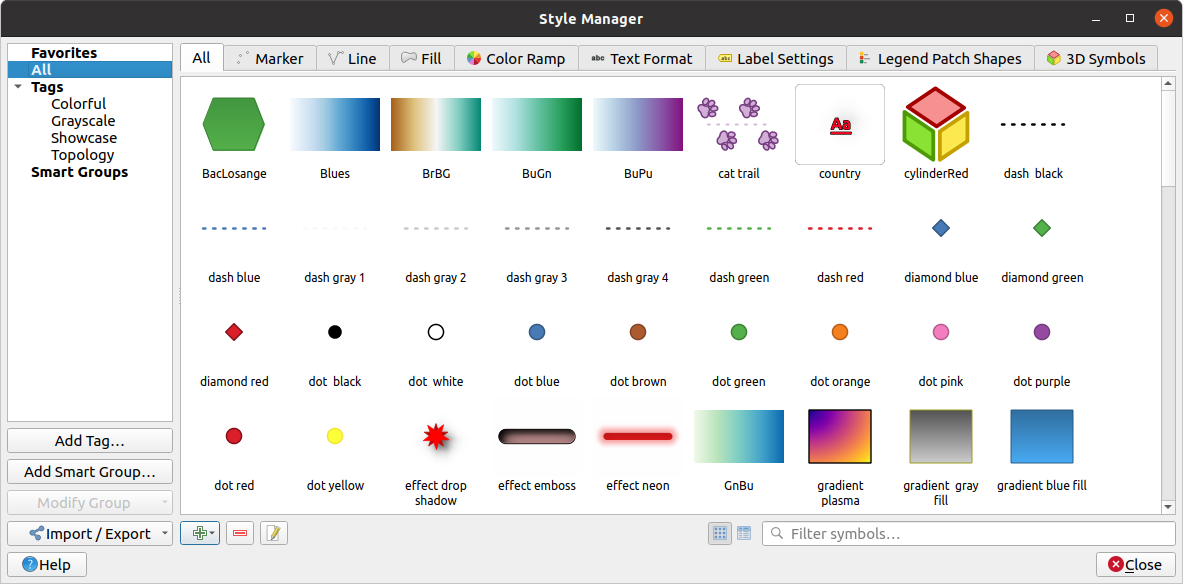 Style Manager
Favorites
All
Tags
Colorful
Grayscale
Showcase
Topology
Smart Groups
All
Marker
Line
Fill
Color Ramp
abc Text Format
abc Label Settings
Legend Patch Shapes
3D Symbols
Aa
BacLosange Blues BrBG BuGn BuPu cat trail country cylinderRed dash black
dash blue dash gray 1 dash gray 2 dash gray 3 dash gray 4 dash green dash red diamond blue diamond green
diamond red dot black dot white dot blue dot brown dot green dot orange dot pink dot purple
dot red dot yellow effect drop shadow effect emboss effect neon GnBu gradient plasma gradient gray fill gradient blue fill
Add Tag...
Add Smart Group...
Modify Group
Import / Export
Filter symbols...
? Help
Close